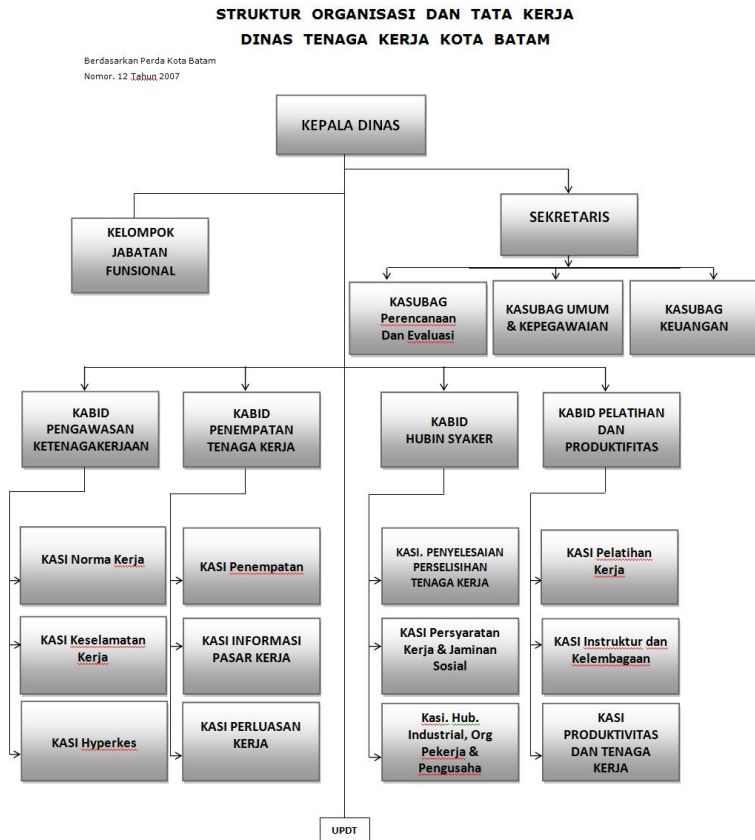 STRUKTUR ORGANISASI DAN TATA KERJA
DINAS TENAGA KERJA KOTA BATAM
Berdasarkan Perda Kota Batam
Nomor. 12 Tahun 2007
KEPALA DINAS
KELOMPOK
JABATAN
FUNSIONAL
SEKRETARIS
KASUBAG
Perencanaan
Dan Evaluasi
KASUBAG UMUM
& KEPEGAWAIAN
KASUBAG
KEUANGAN
KABID
PENGAWASAN
KETENAGAKERJAAN
KABID
PENEMPATAN
TENAGA KERJA
KABID
HUBIN SYAKER
KABID PELATIHAN
DAN
PRODUKTIFITAS
KASI Norma Kerja
KASI Penempatan
KASI. PENYELESAIAN
PERSELISIHAN
TENAGA KERJA
KASI Pelatihan
Kerja
KASI Keselamatan
Kerja
KASI INFORMASI
PASAR KERJA
KASI Persyaratan
Kerja & Jaminan
Sosial
KASI Instruktur dan
Kelembagaan
KASI Hyperkes
KASI PERLUASAN
KERJA
Kasi. Hub.
Industrial, Org
Pekerja &
Pengusaha
KASI
PRODUKTIVITAS
DAN TENAGA
KERJA
UPDT